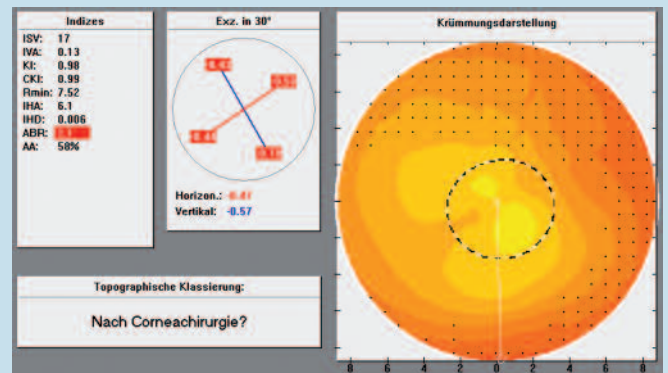 Indizes
ISV: 17
IVA: 0.13
KI: 0.98
CKI: 0.99
Rmin: 7.52
IHA: 6.1
IHD: 0.006
ABR:
AA: 58%
Exz. in 30°
Horizon.: -0.41
Vertikal: -0.57
Topographische Klassierung:
Nach Corneachirurgie?
Krümmungsdarstellung
8 6 4 2 0 2 4 6 8